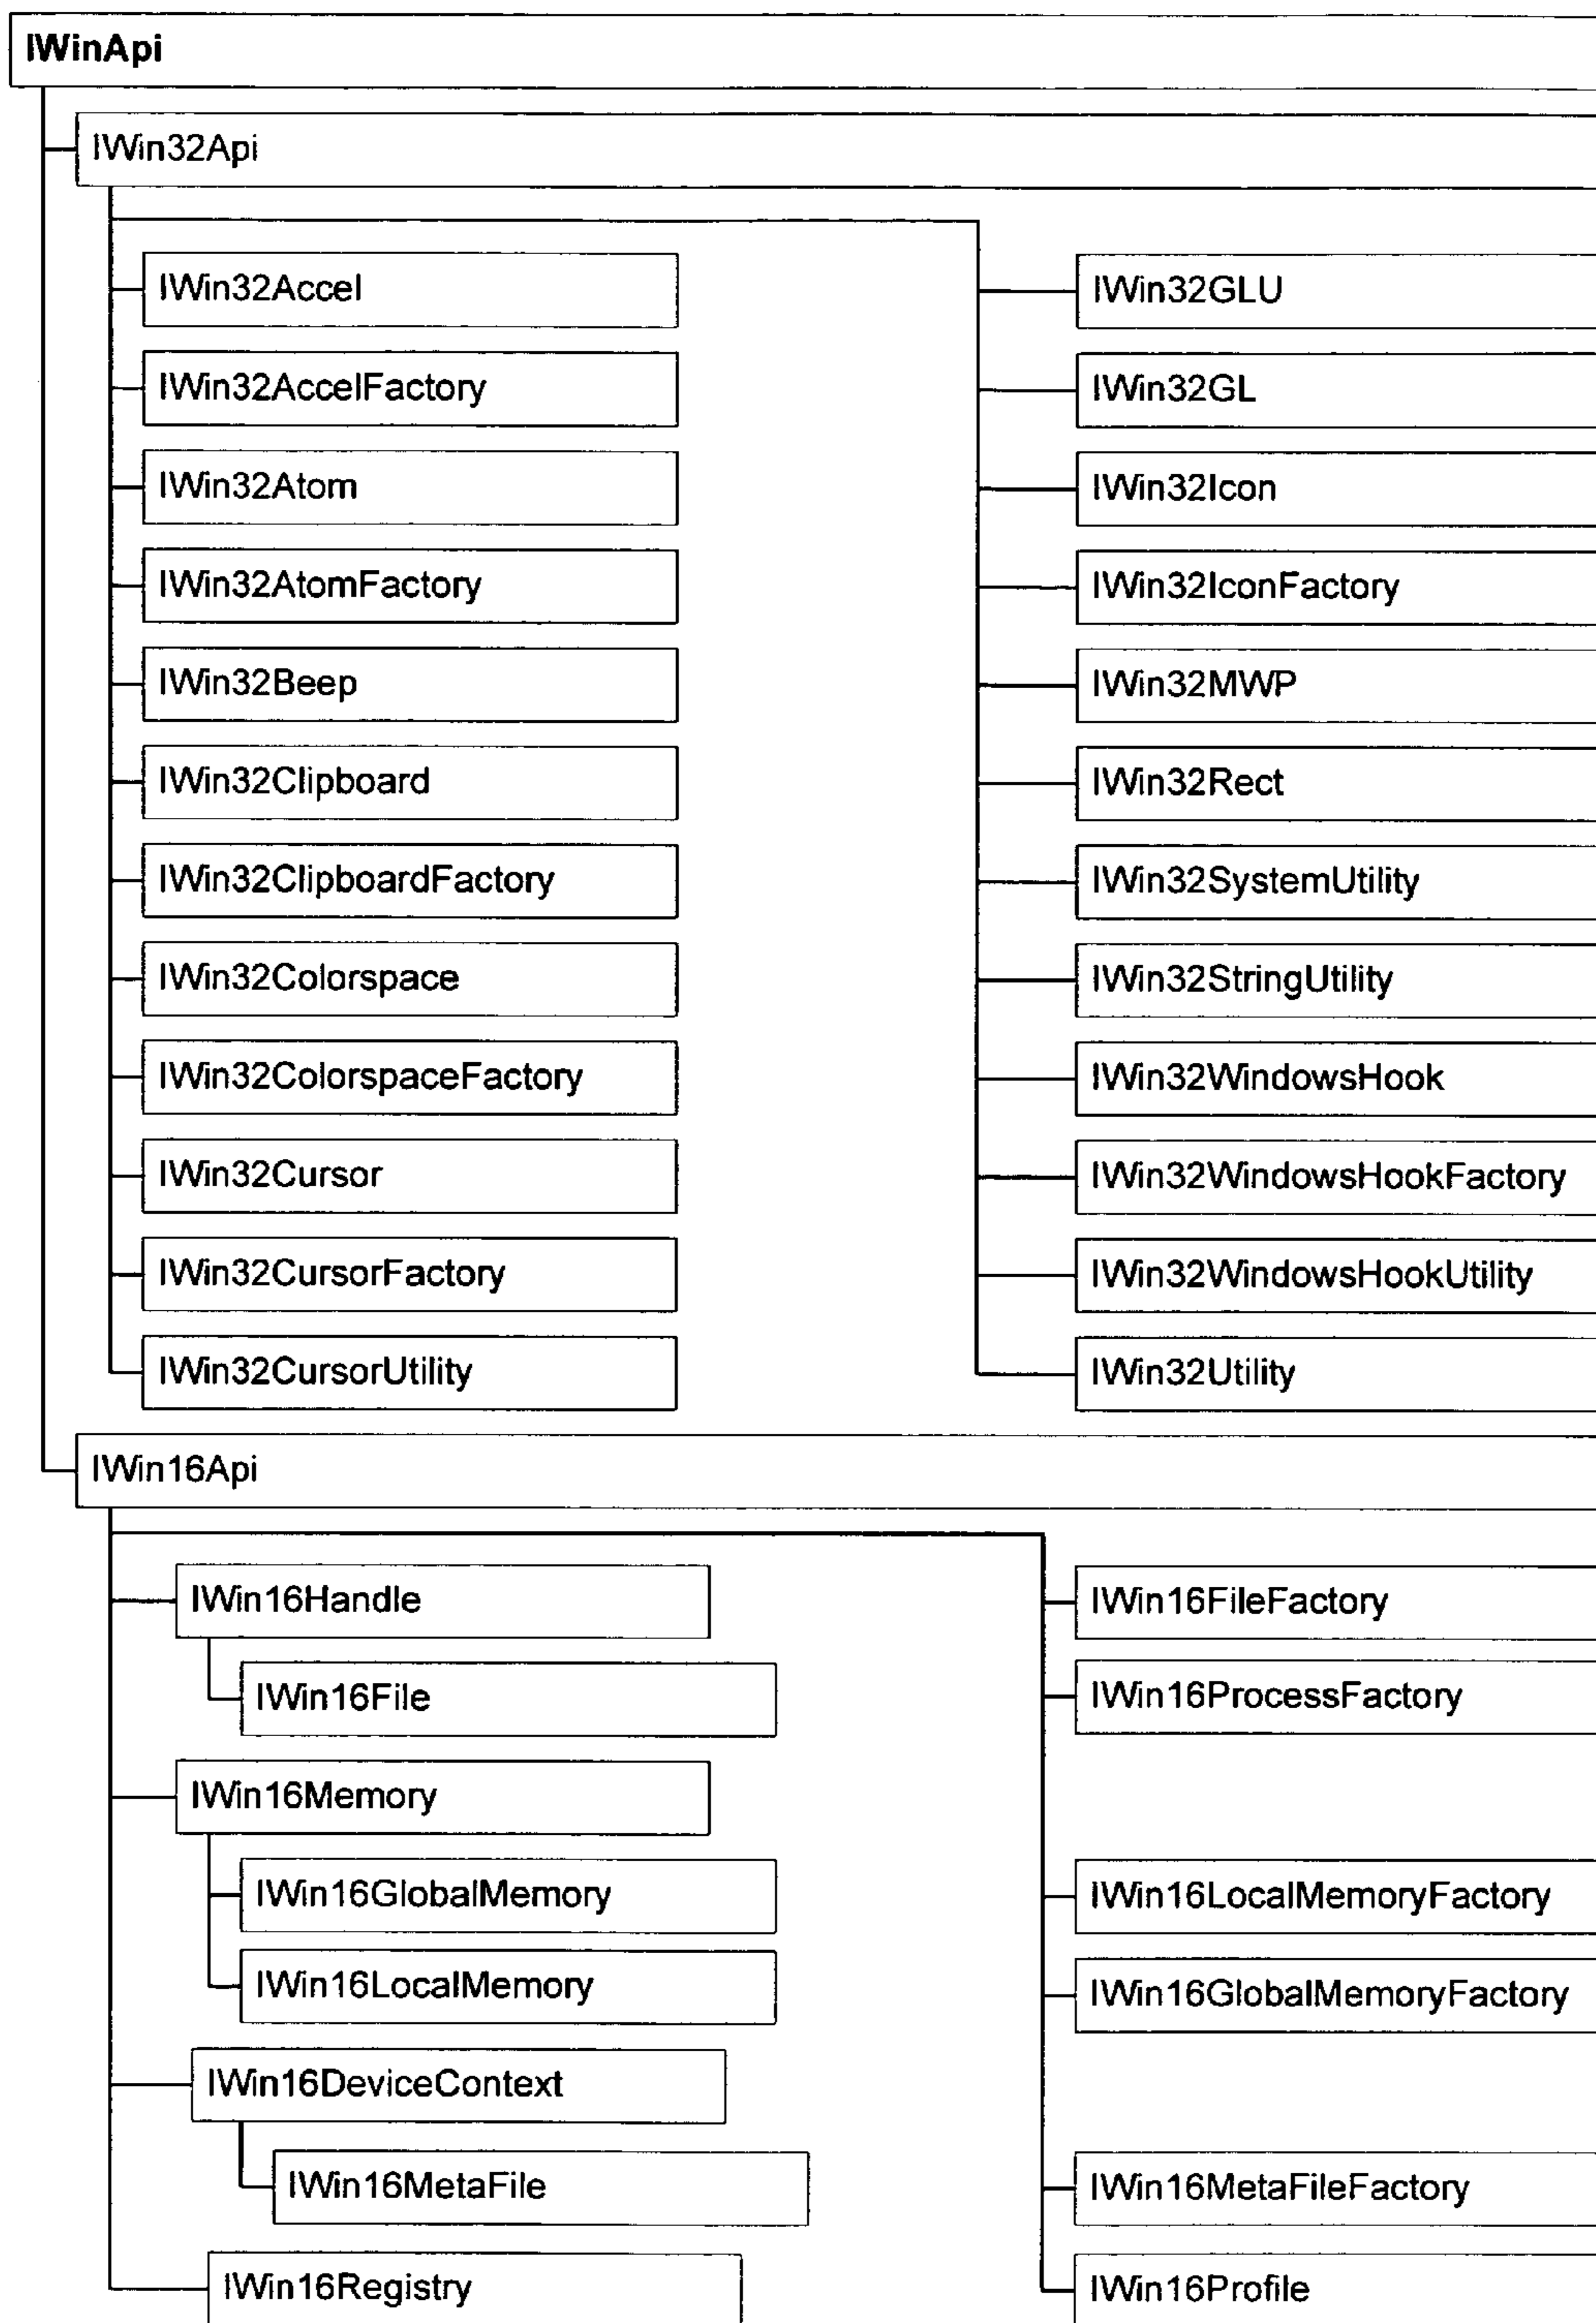 IWinApi
IWin32Api
IWin32Accel
IWin32AccelFactory
IWin32Atom
IWin32AtomFactory
IWin32Beep
IWin32Clipboard
IWin32ClipboardFactory
IWin32Colorspace
IWin32ColorspaceFactory
IWin32Cursor
IWin32CursorFactory
IWin32CursorUtility
IWin32GLU
IWin32GL
IWin32Icon
IWin32IconFactory
IWin32MWP
IWin32Rect
IWin32SystemUtility
IWin32StringUtility
IWin32WindowsHook
IWin32WindowsHookFactory
IWin32WindowsHookUtility
IWin32Utility
IWin16Api
IWin16Handle
IWin16File
IWin16Memory
IWin16GlobalMemory
IWin16LocalMemory
IWin16DeviceContext
IWin16MetaFile
IWin16Registry
IWin16FileFactory
IWin16ProcessFactory
IWin16LocalMemoryFactory
IWin16GlobalMemoryFactory
IWin16MetaFileFactory
IWin16Profile